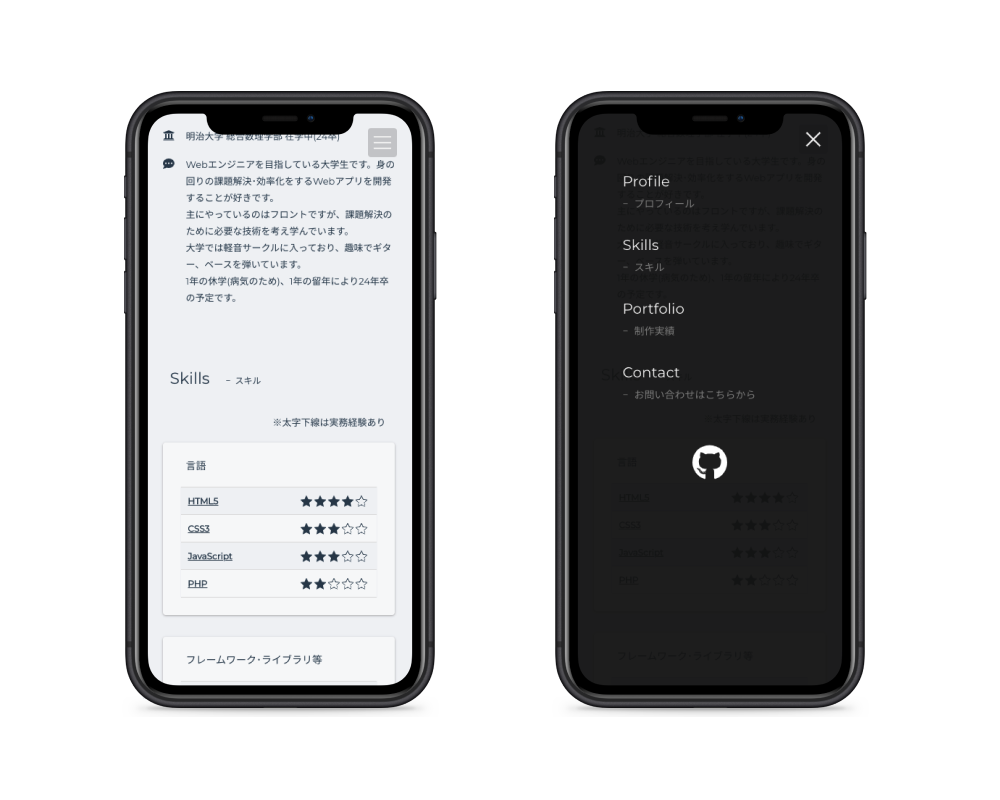 明治大学 総合数理学部 在学中(24卒)
Webエンジニアを目指している大学生です。身の
回りの課題解決・効率化をするWebアプリを開発
することが好きです。
主にやっているのはフロントですが、課題解決の
ために必要な技術を考え学んでいます。
大学では軽音サークルに入っており、趣味でギタ
ー、ベースを弾いています。
1年の休学(病気のため)、1年の留年により24年卒
の予定です。
Skills
− スキル
※太字下線は実務経験あり
言語
HTML5
CSS3
JavaScript
PHP
フレームワーク・ライブラリ等
Profile
− プロフィール
Skills
− スキル
Portfolio
− 制作実績
Contact
− お問い合わせはこちらから